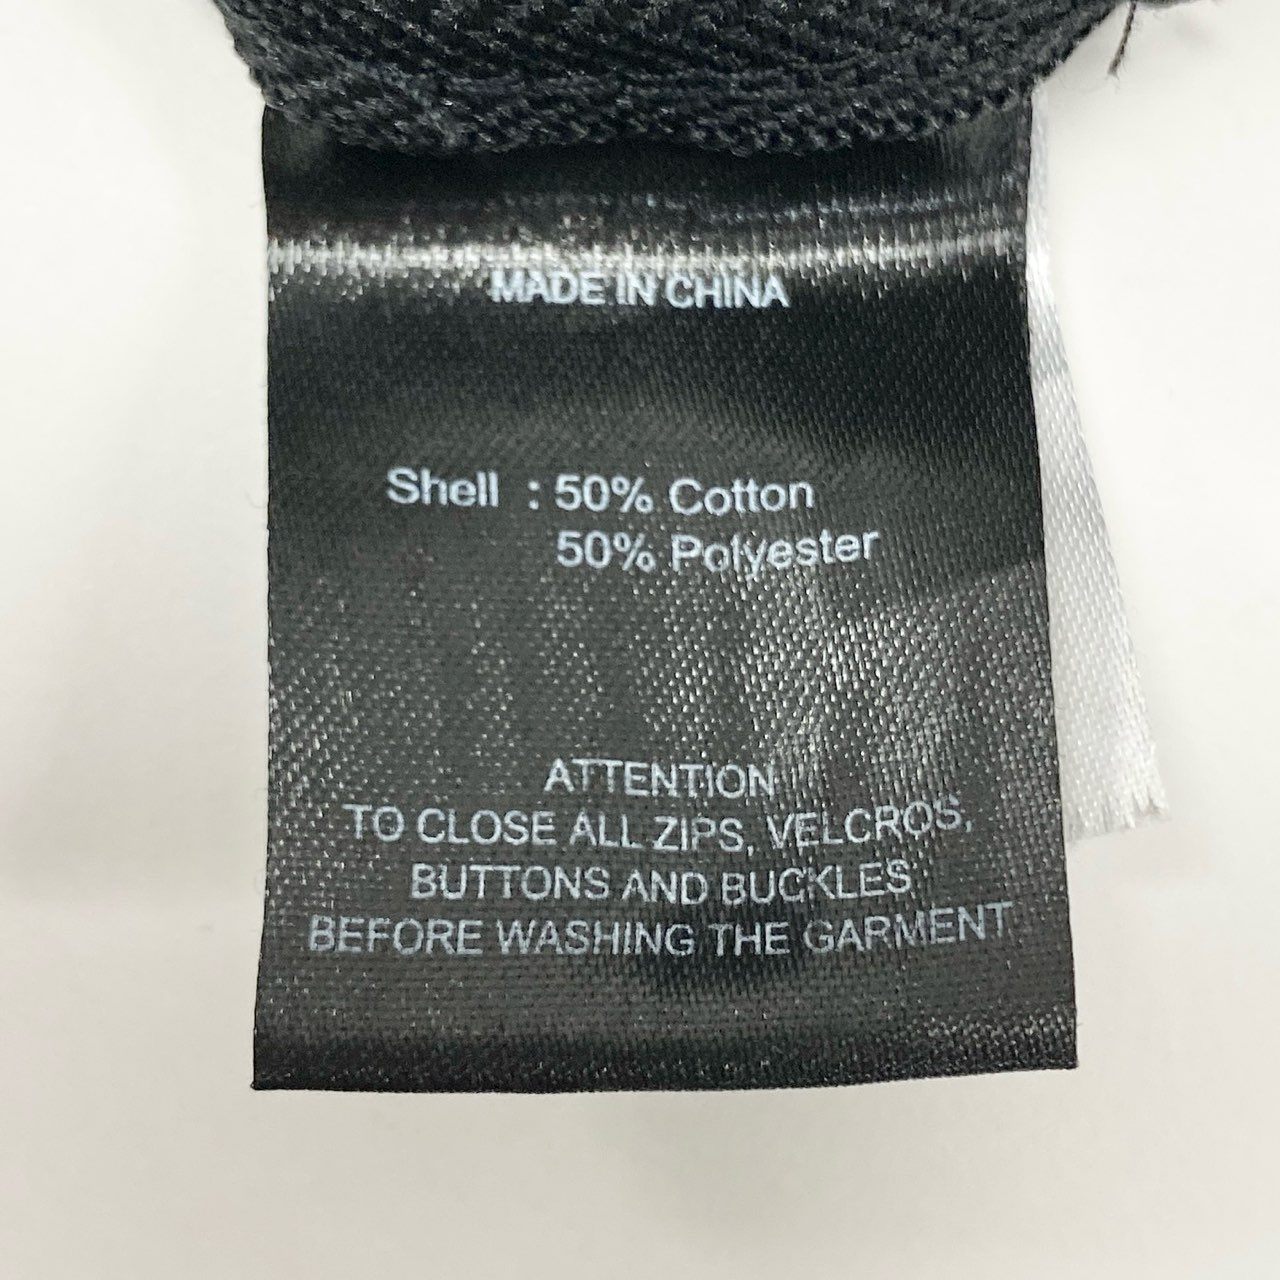 MADE IN CHINA
Shell : 50% Cotton
50% Polyester
ATTENTION
TO CLOSE ALL ZIPS, VELCROS,
BUTTONS AND BUCKLES
BEFORE WASHING THE GARMENT